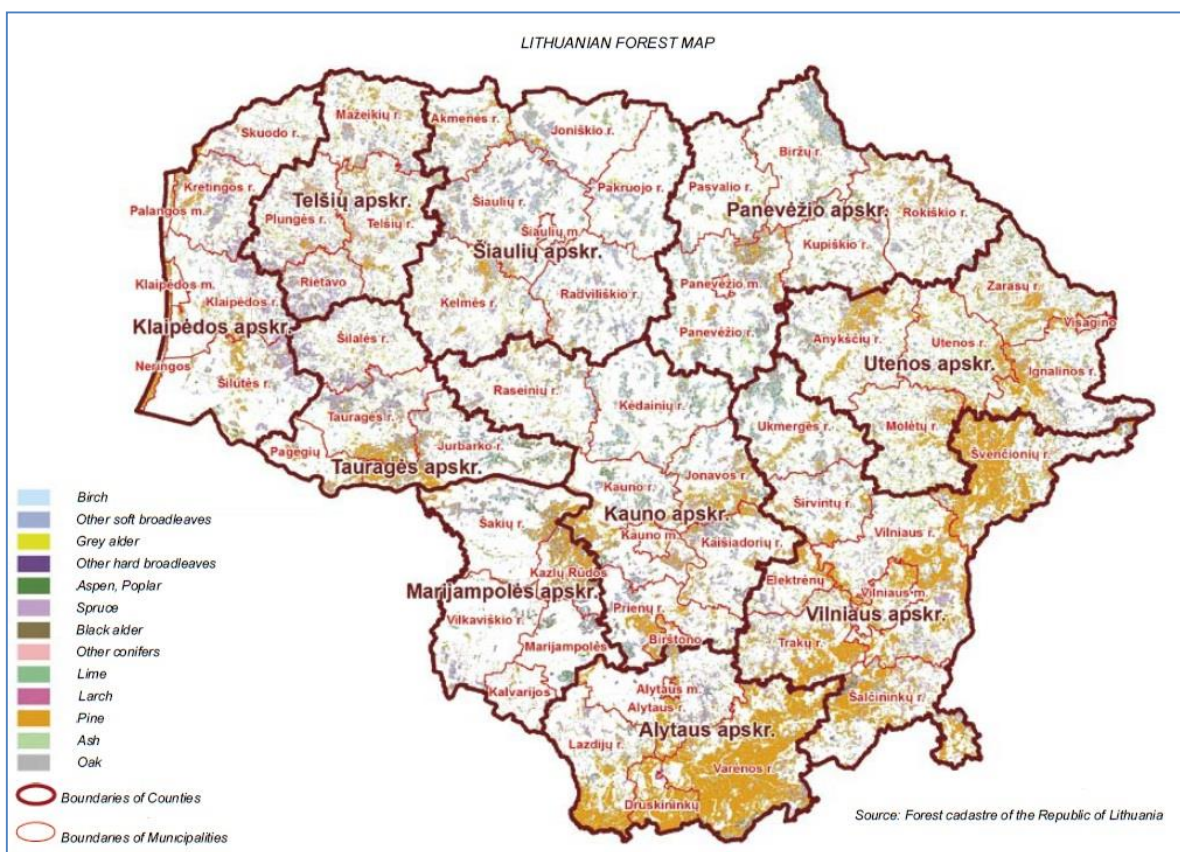 LITHUANIAN FOREST MAP
Mažeikių r.
Akmenės r.
Skuodo r.
Joniškio r.
Biržų r.
Kretingos r.
Telšių apskr.
Pasvalio r.
Pakruojo r.
Palangos m.
Plungės r.
Telšių r.
Šiaulių r.
Panevėžio apskr.
Rokiškio r.
Šiaulių m.
Šiaulių apskr.
Kupiškio r.
Klaipėdos m.
Rietavo
Klaipėdos r.
Kelmės r.
Radviliškio r.
Panevėžio m.
Zarasų r.
Klaipėdos apskr.
Šilalės r.
Panevėžio r.
Anykščių r.
Utenos r.
Visagino
Neringos
Utenos apskr.
Ignalinos r.
Šilutės r.
Raseinių r.
Kėdainių r.
Tauragės r.
Ukmergės r.
Molėtų r.
Pagėgių
Jurbarko r.
Švenčionių r.
Tauragės apskr.
Jonavos r.
Kauno r.
Širvintų r.
Kauno apskr.
Šakių r.
Kauno m.
Kaišiadorių r.
Vilniaus r.
Kazlų Rūdos
Elektrėnų
Marijampolės apskr.
Vilniaus m.
Prienų r.
Vilniaus apskr.
Vilkaviškio r.
Birštono
Trakų r.
Marijampolės
Kalvarijos
Alytaus m.
Šalčininkų r.
Alytaus r.
Alytaus apskr.
Lazdijų r.
Varėnos r.
Druskininkų
Birch
Other soft broadleaves
Grey alder
Other hard broadleaves
Aspen, Poplar
Spruce
Black alder
Other conifers
Lime
Larch
Pine
Ash
Oak
Boundaries of Counties
Boundaries of Municipalities
Source: Forest cadastre of the Republic of Lithuania